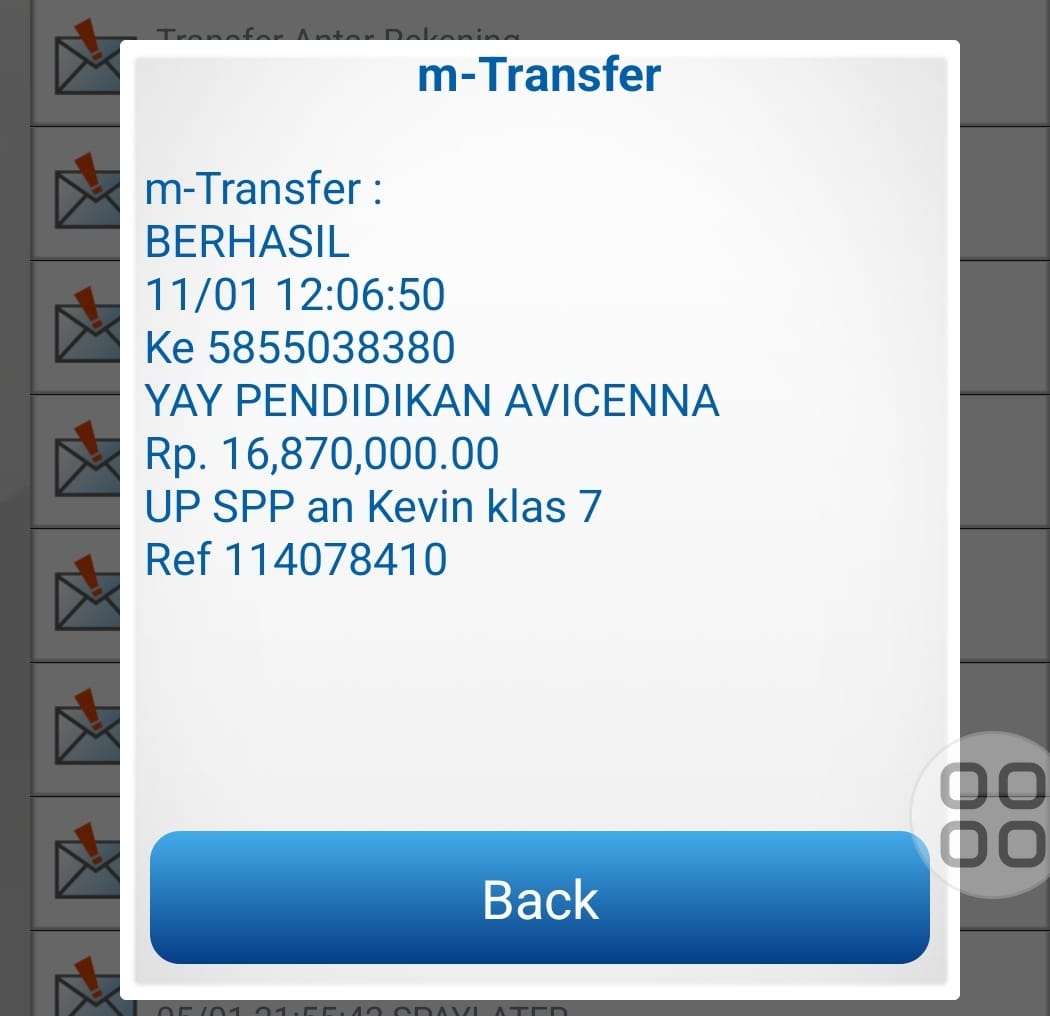 Transfer Antar Rekening
m-Transfer
m-Transfer :
BERHASIL
11/01 12:06:50
Ke 5855038380
YAY PENDIDIKAN AVICENNA
Rp. 16,870,000.00
UP SPP an Kevin klas 7
Ref 114078410
Back
05/01 21:55:42 SPAYLATER